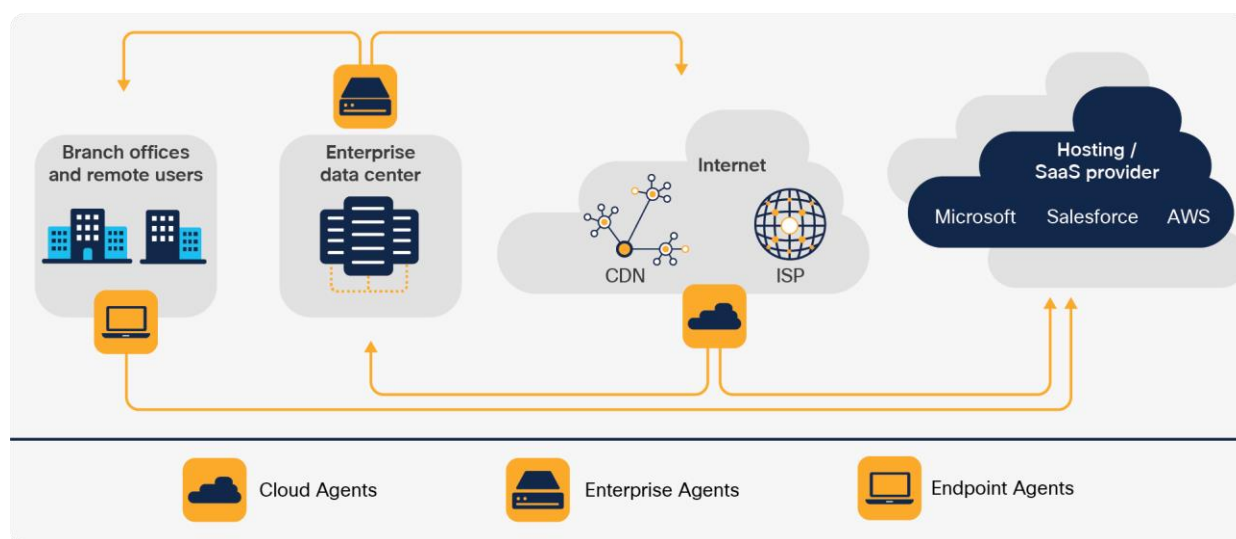 Branch offices
and remote users
Enterprise
data center
Internet
CDN
ISP
Hosting /
SaaS provider
Microsoft
Salesforce
AWS
Cloud Agents
Enterprise Agents
Endpoint Agents